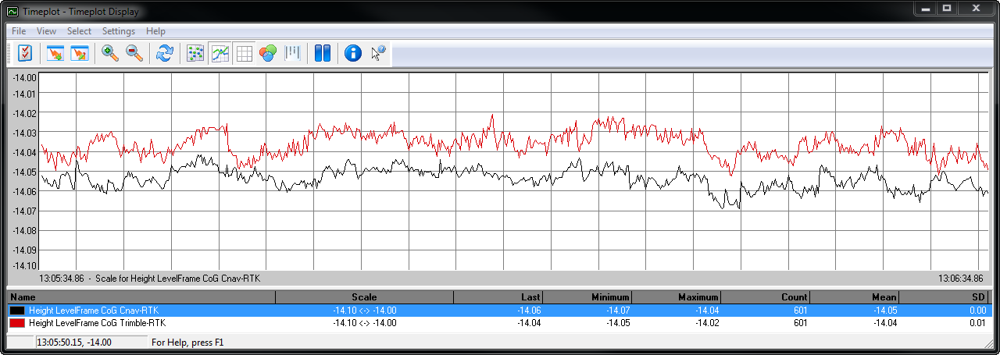 Timeplot - Timeplot Display
File View Select Settings Help
-14.00
-14.01
-14.02
-14.03
-14.04
-14.05
-14.06
-14.07
-14.08
-14.09
-14.10
13:05:34.86 - Scale for Height LevelFrame CoG Cnav-RTK 13:06:34.86
Name Scale Last Minimum Maximum Count Mean SD
Height LevelFrame CoG Cnav-RTK -14.10 <-> -14.00 -14.06 -14.07 -14.04 601 -14.05 0.00
Height LevelFrame CoG Trimble-RTK -14.10 <-> -14.00 -14.04 -14.05 -14.02 601 -14.04 0.01
13:05:50.15, -14.00 For Help, press F1